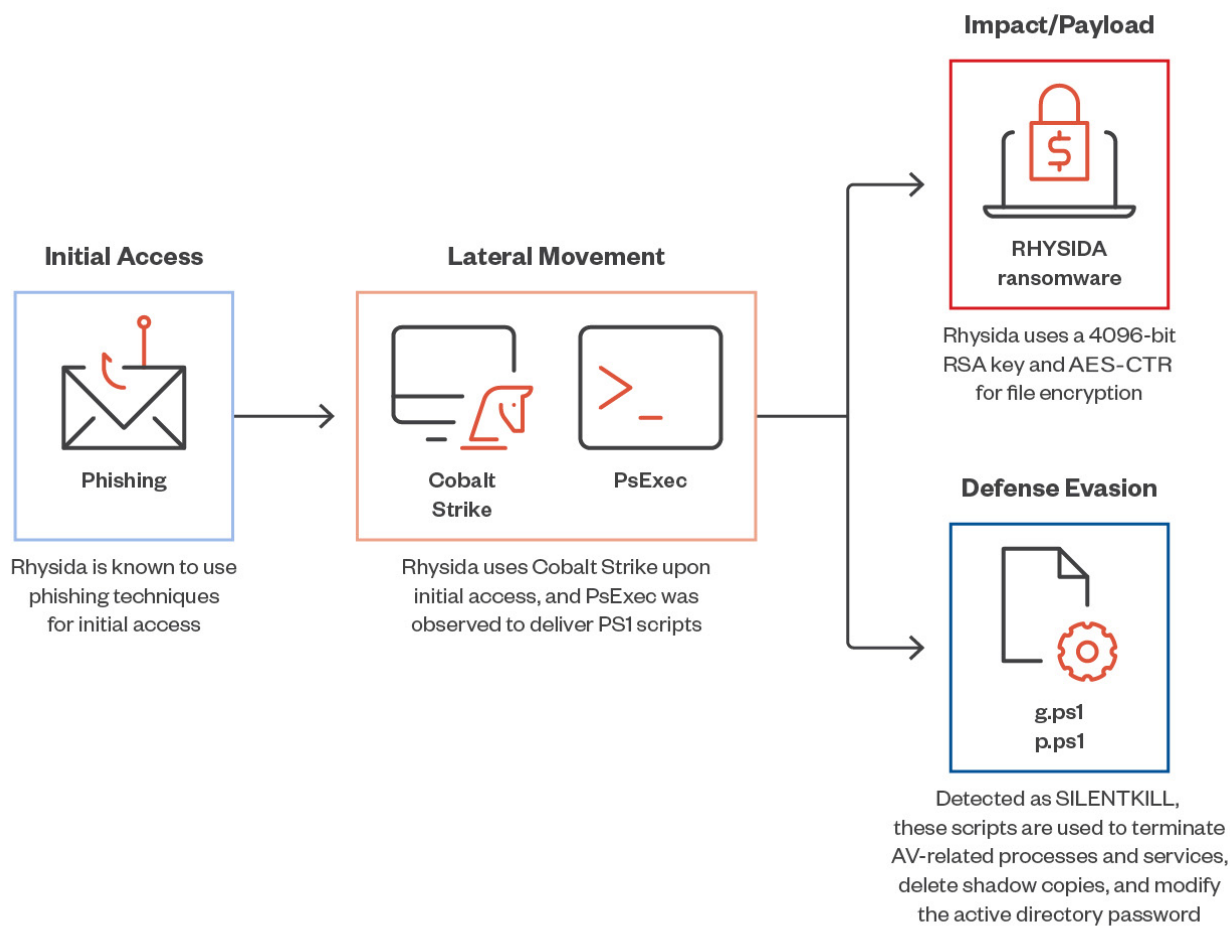 Initial Access
Phishing
Rhysida is known to use
phishing techniques
for initial access
Lateral Movement
Cobalt
Strike
PsExec
Rhysida uses Cobalt Strike upon
initial access, and PsExec was
observed to deliver PS1 scripts
Impact/Payload
$
RHYSIDA
ransomware
Rhysida uses a 4096-bit
RSA key and AES-CTR
for file encryption
Defense Evasion
g.ps1
p.ps1
Detected as SILENTKILL,
these scripts are used to terminate
AV-related processes and services,
delete shadow copies, and modify
the active directory password